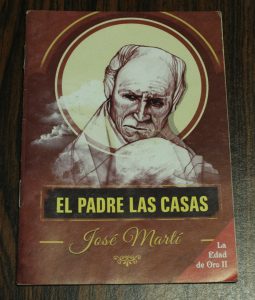 EL PADRE LAS CASAS
José Martí
La
Edad
de Oro II